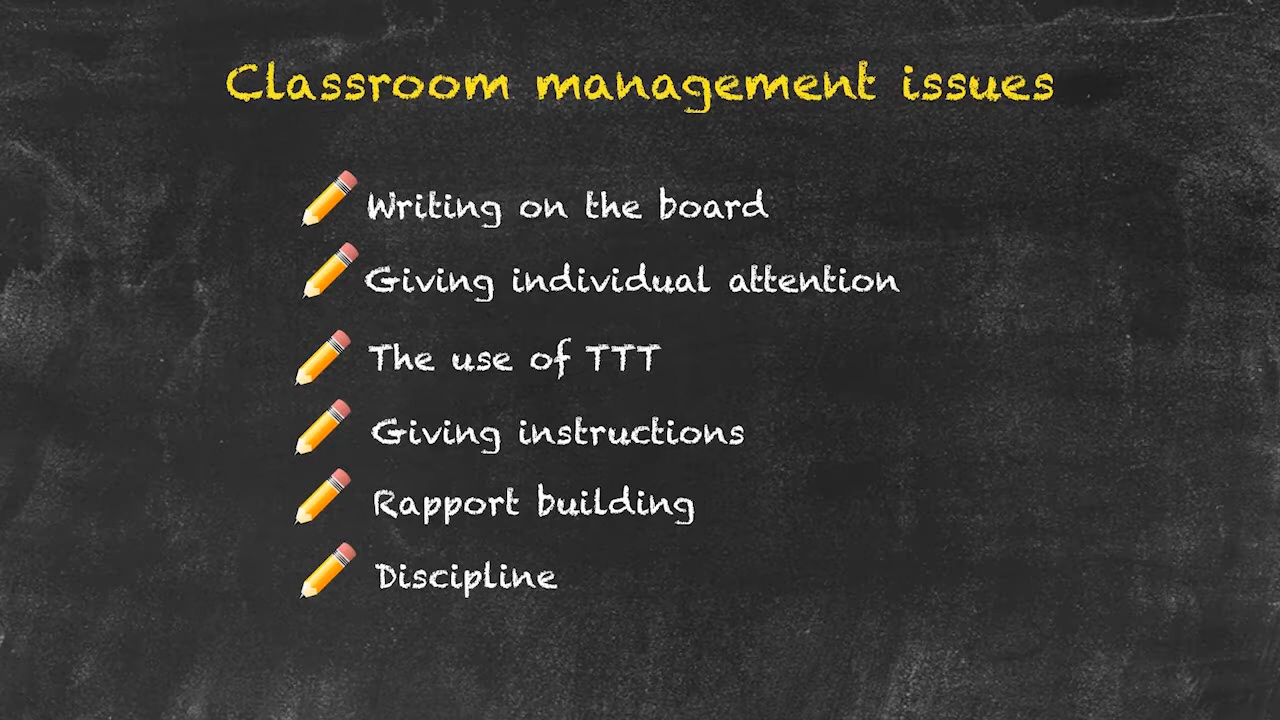 Classroom management issues
Writing on the board
Giving individual attention
The use of TTT
Giving instructions
Rapport building
Discipline